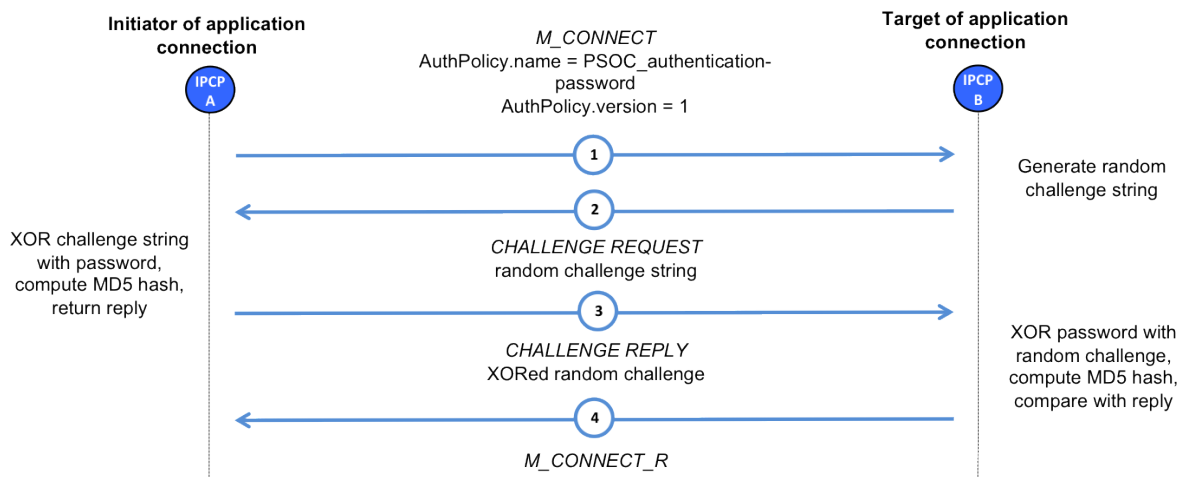 Initiator of application
connection
Target of application
connection
M_CONNECT
AuthPolicy.name = PSOC_authentication-
password
AuthPolicy.version = 1
IPCP
A
IPCP
B
1
Generate random
challenge string
2
XOR challenge string
with password,
compute MD5 hash,
return reply
CHALLENGE REQUEST
random challenge string
3
XOR password with
random challenge,
compute MD5 hash,
compare with reply
CHALLENGE REPLY
XORed random challenge
4
M_CONNECT_R